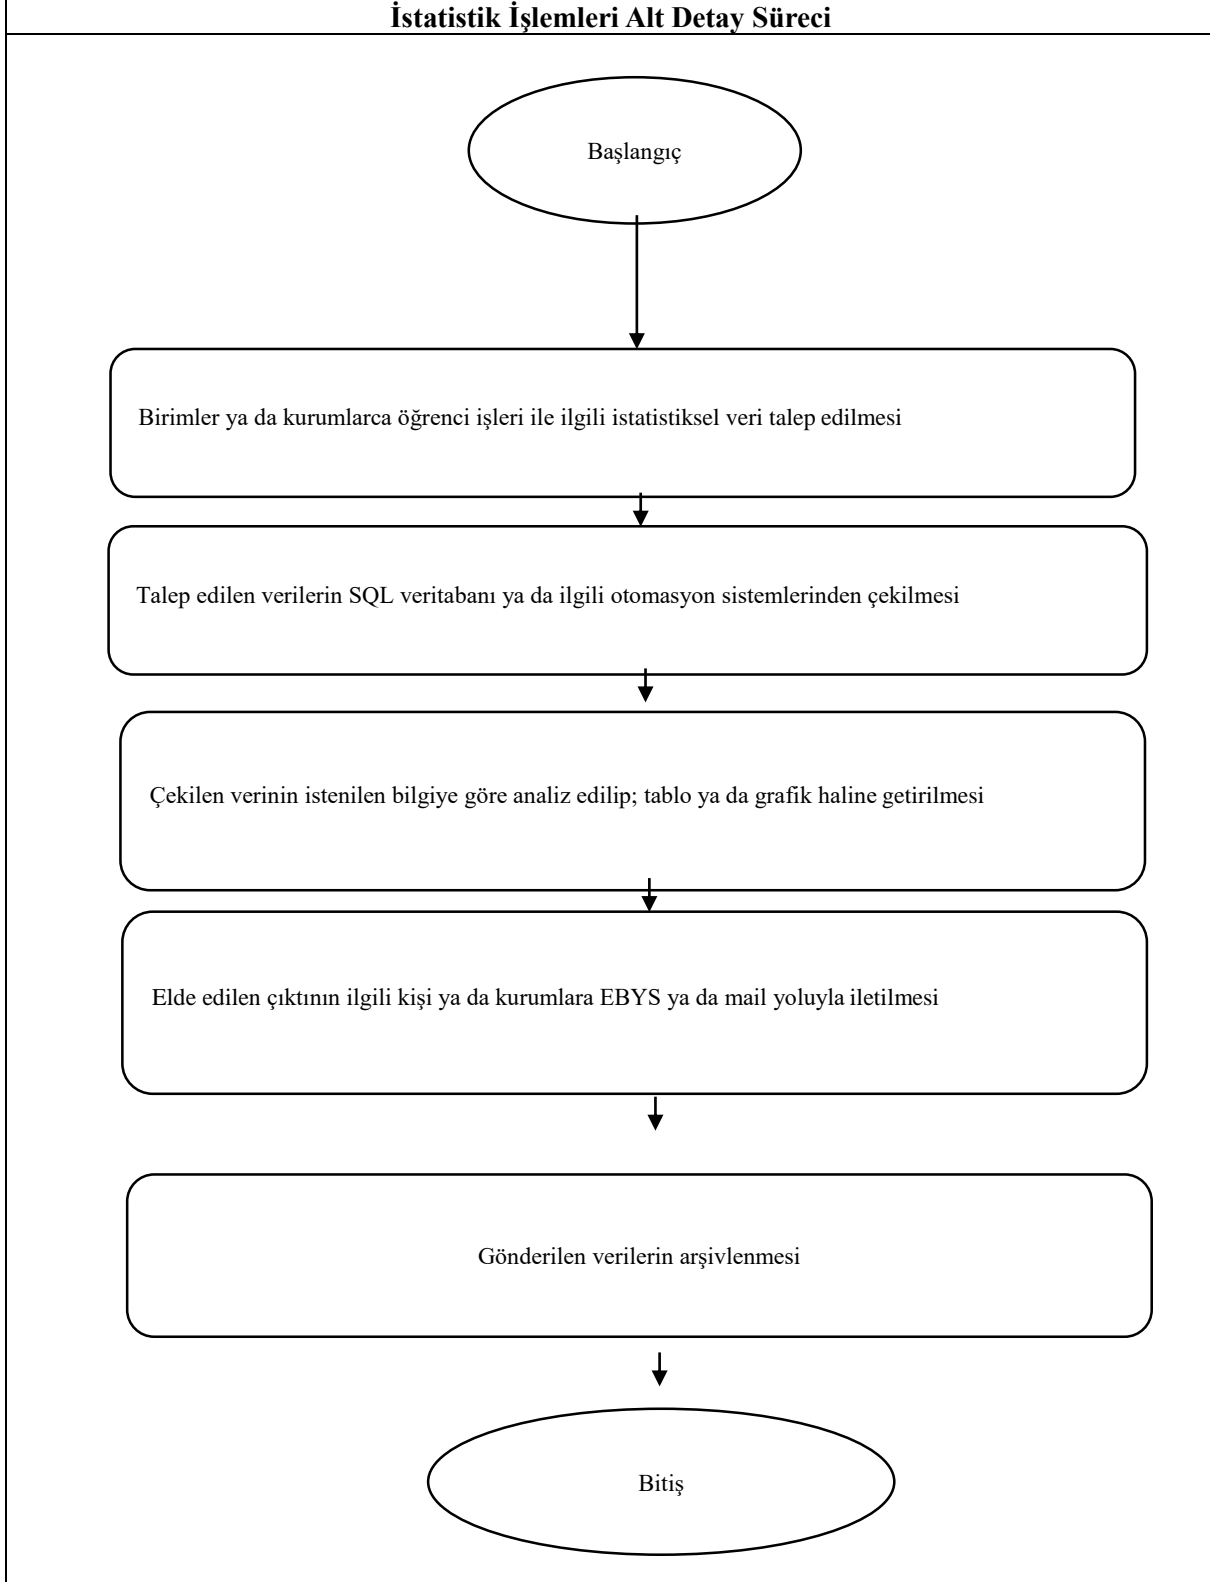 İstatistik İşlemleri Alt Detay Süreci
Başlangıç
Birimler ya da kurumlarca öğrenci işleri ile ilgili istatistiksel veri talep edilmesi
Talep edilen verilerin SQL veritabanı ya da ilgili otomasyon sistemlerinden çekilmesi
Çekilen verinin istenilen bilgiye göre analiz edilip; tablo ya da grafik haline getirilmesi
Elde edilen çıktının ilgili kişi ya da kurumlara EBYS ya da mail yoluyla iletilmesi
Gönderilen verilerin arşivlenmesi
Bitiş